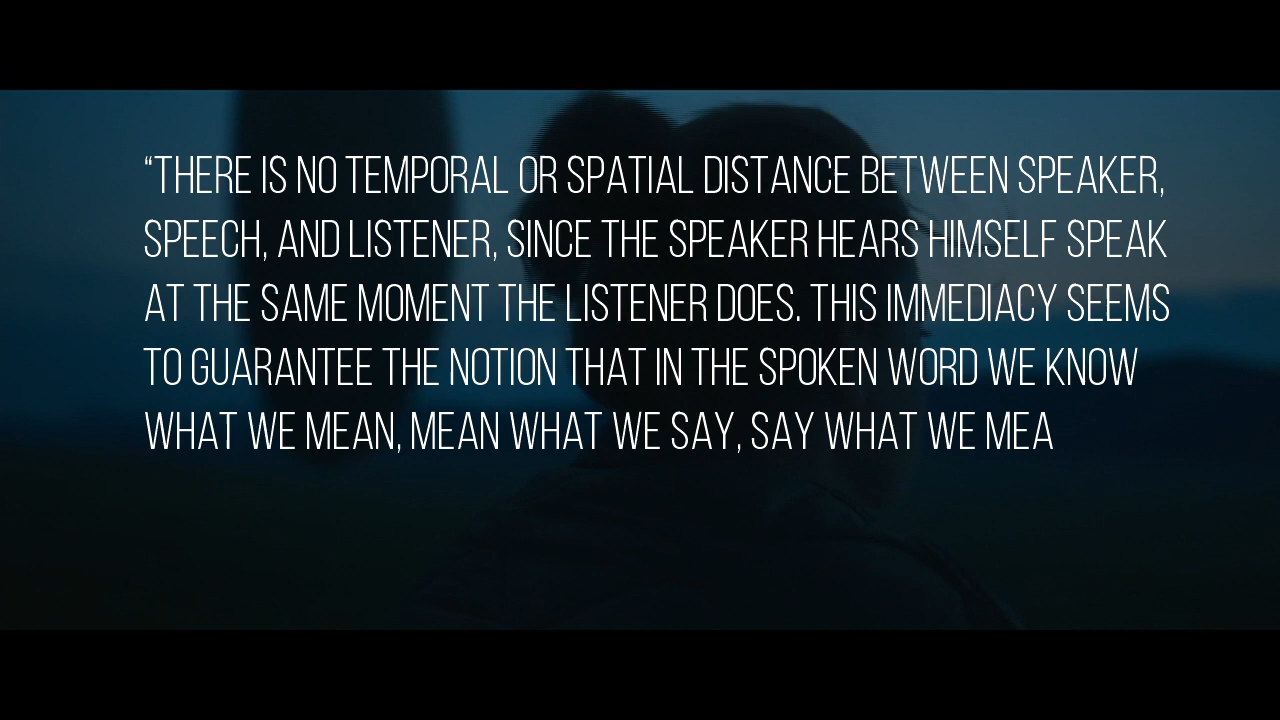 “THERE IS NO TEMPORAL OR SPATIAL DISTANCE BETWEEN SPEAKER,
SPEECH, AND LISTENER, SINCE THE SPEAKER HEARS HIMSELF SPEAK
AT THE SAME MOMENT THE LISTENER DOES. THIS IMMEDIACY SEEMS
TO GUARANTEE THE NOTION THAT IN THE SPOKEN WORD WE KNOW
WHAT WE MEAN, MEAN WHAT WE SAY, SAY WHAT WE MEA